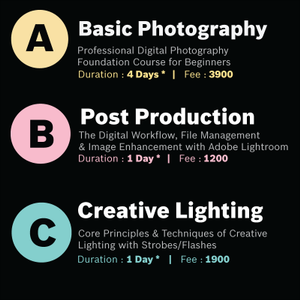 A
Basic Photography
Professional Digital Photography
Foundation Course for Beginners
Duration : 4 Days * | Fee : 3900
B
Post Production
The Digital Workflow, File Management
& Image Enhancement with Adobe Lightroom
Duration : 1 Day * | Fee : 1200
C
Creative Lighting
Core Principles & Techniques of Creative
Lighting with Strobes/Flashes
Duration : 1 Day * | Fee : 1900